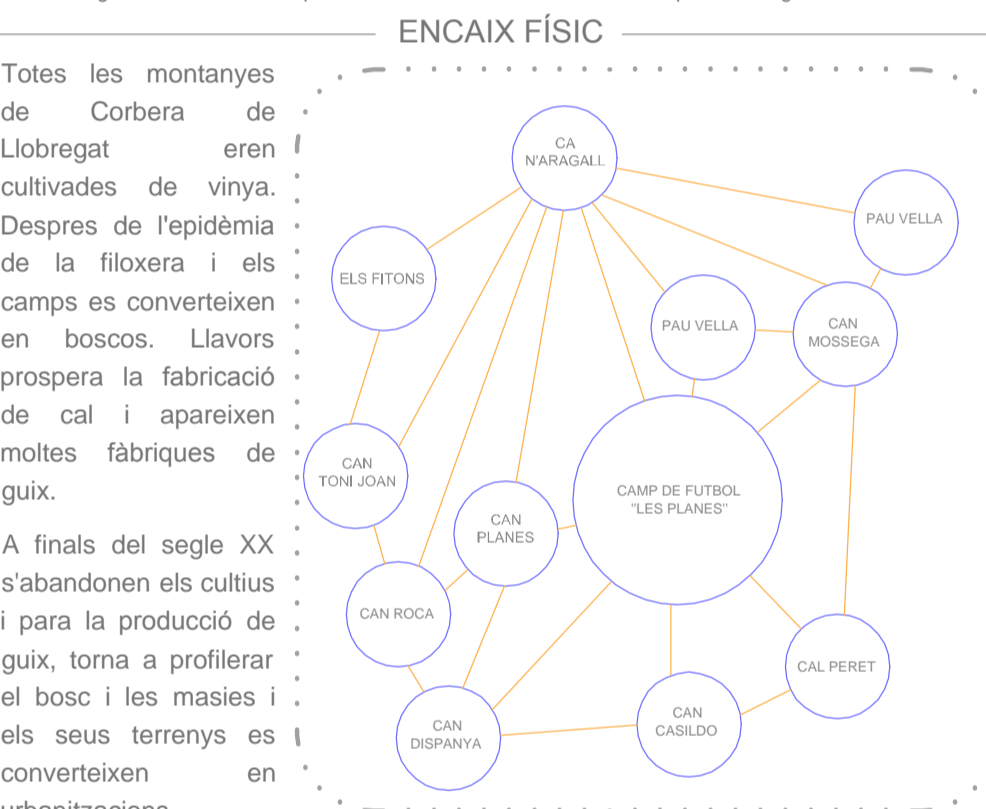 ENCAIX FÍSIC
Totes les montanyes
de Corbera de
Llobregat eren
cultivades de vinya.
Despres de l'epidèmia
de la filoxera i els
camps es converteixen
en boscos. Llavors
prospera la fabricació
de cal i apareixen
moltes fàbriques de
guix.
A finals del segle XX
s'abandonen els cultius
i para la producció de
guix, torna a profilerar
el bosc i les masies i
els seus terrenys es
converteixen en
CA
N'ARAGALL
PAU VELLA
ELS FITONS
PAU VELLA
CAN
MOSSEGA
CAN
TONI JOAN
CAMP DE FUTBOL
"LES PLANES"
CAN
PLANES
CAN ROCA
CAL PERET
CAN
DISPANYA
CAN
CASILDO